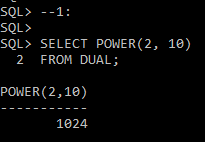 SQL> --1:
SQL>
SQL> SELECT POWER(2, 10)
  2  FROM DUAL;

POWER(2,10)
-----------
       1024